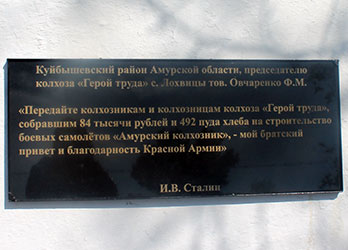 Куйбышевский район Амурской области, председателю
колхоза «Герой труда» с. Лохвицы тов. Овчаренко Ф.М.
«Передайте колхозникам и колхозницам колхоза «Герой труда»,
собравшим 84 тысячи рублей и 492 пуда хлеба на строительство
боевых самолётов «Амурский колхозник», - мой братский
привет и благодарность Красной Армии»
И.В. Сталин